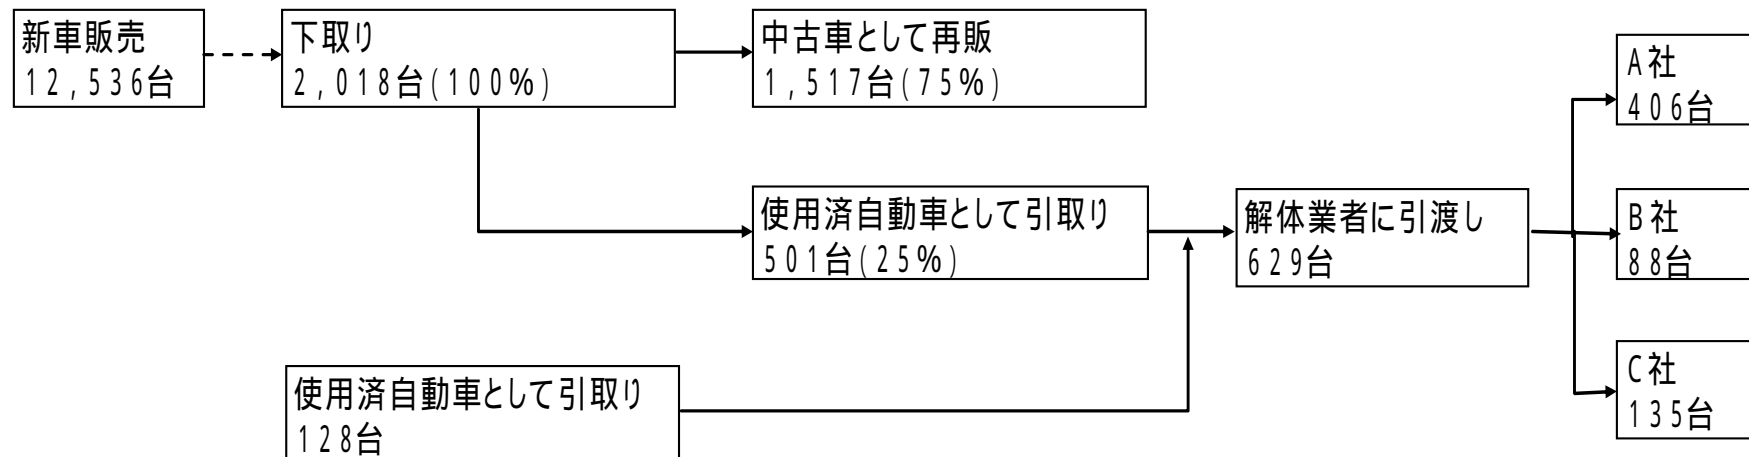 新車販売
12,536台
下取り
2,018台(100%)
中古車として再販
1,517台(75%)
A社
406台
使用済自動車として引取り
501台(25%)
解体業者に引渡し
629台
B社
88台
C社
135台
使用済自動車として引取り
128台